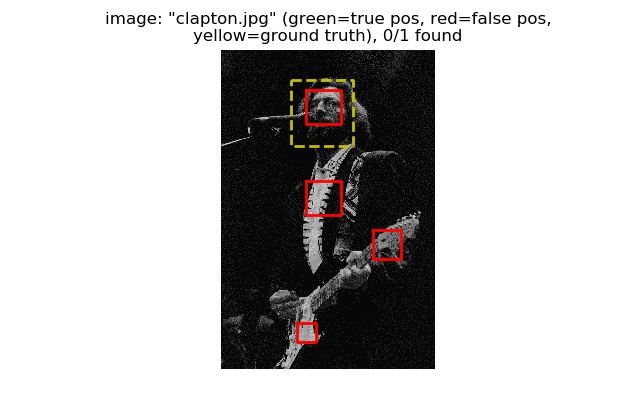 image: "clapton.jpg" (green=true pos, red=false pos,
yellow=ground truth), 0/1 found